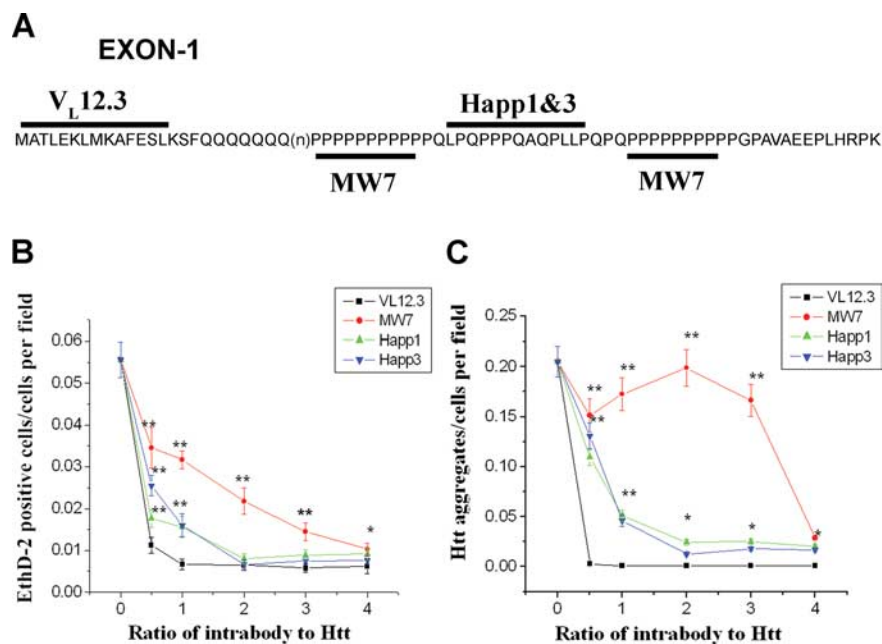 A
EXON-1
VL12.3
Happ1&3
MATLEKLMKAFESLKSFQQQQQQQ(n)PPPPPPPPPPPQLPQPPPQAQPLLPQPQPPPPPPPPPPGPAVAEEPLHRPK
MW7
MW7
B
C
VL12.3
MW7
Happ1
Happ3
EthD-2 positive cells/cells per field
0.06
0.05
0.04
0.03
0.02
0.01
0.00
**
**
**
**
*
**
**
**
0
1
2
3
4
Ratio of intrabody to Htt
VL12.3
MW7
Happ1
Happ3
Htt aggregates/cells per field
0.25
0.20
0.15
0.10
0.05
0.00
**
**
**
**
**
**
*
*
*
0
1
2
3
4
Ratio of intrabody to Htt